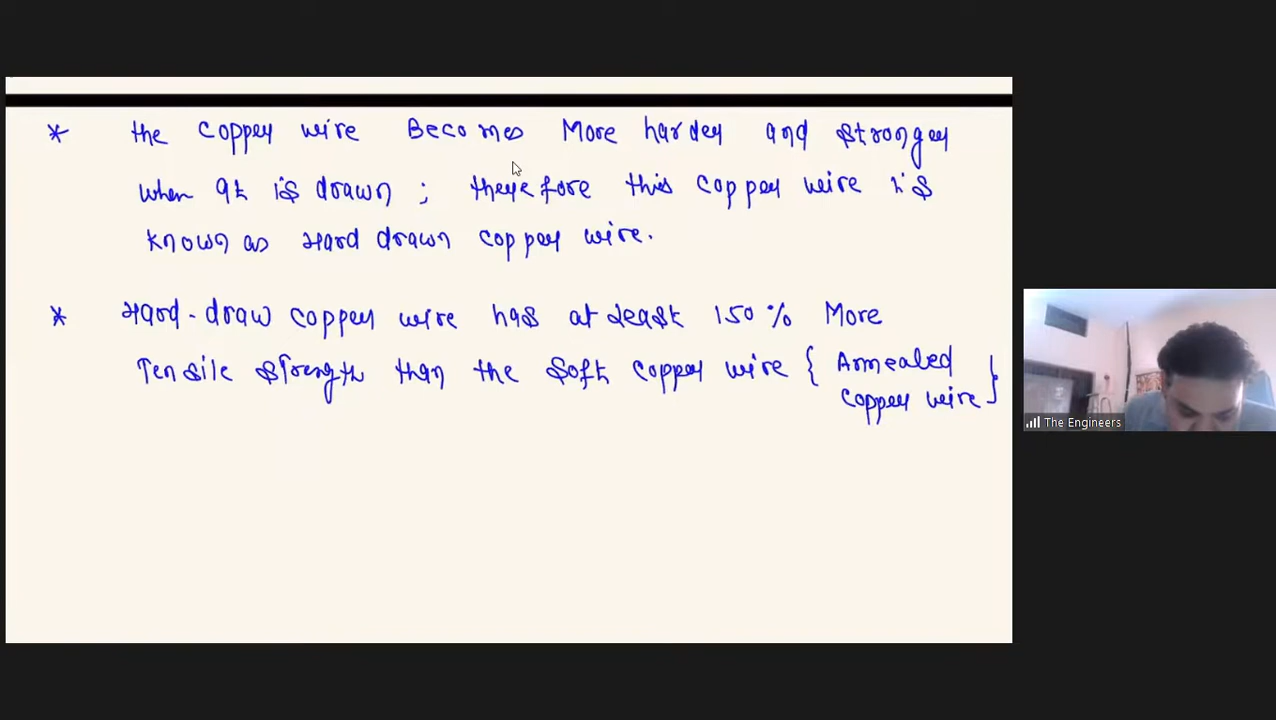 * the copper wire Becomes More harder and stronger
when it is drawn ; therefore this copper wire is
known as Hard drawn copper wire.
* Hard-draw copper wire has at least 150% More
Tensile strength than the soft copper wire { Annealed
copper wire }
The Engineers